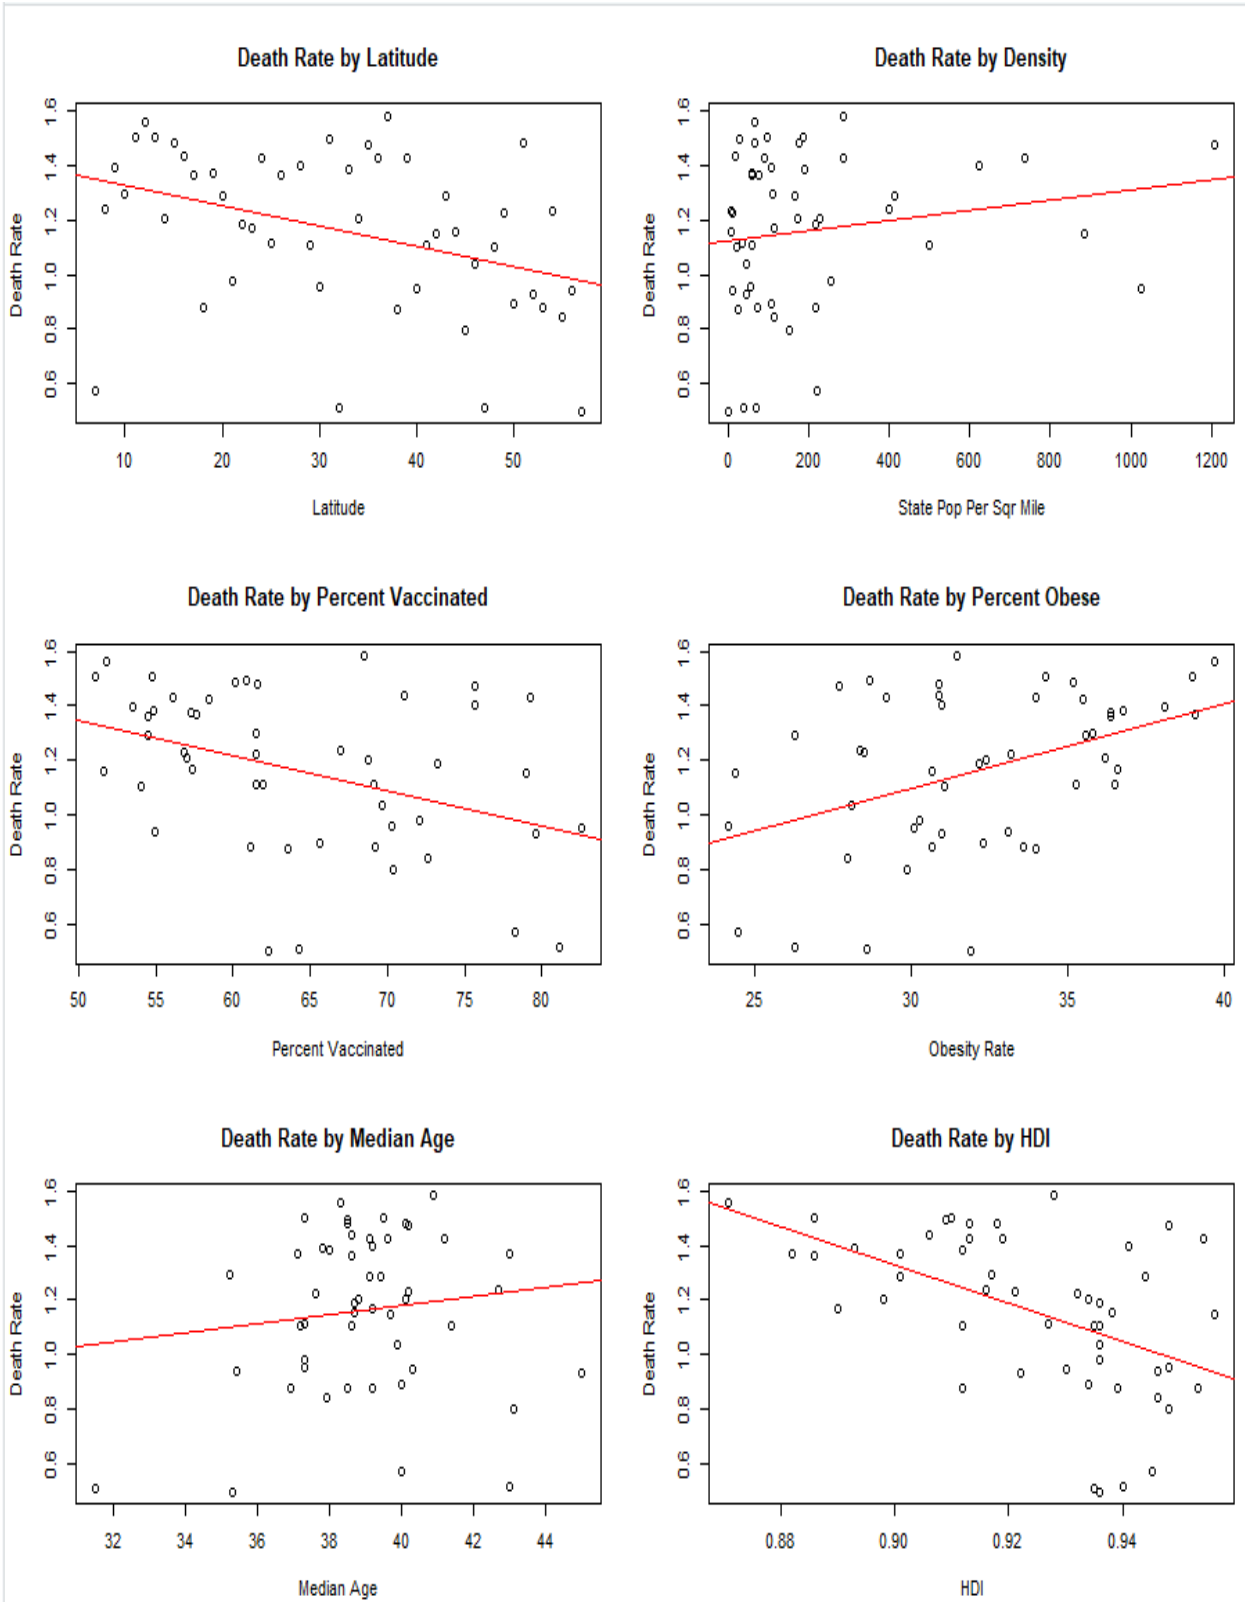 Death Rate by Latitude
Death Rate
1.6
1.4
1.2
1.0
0.8
0.6
10 20 30 40 50
Latitude
Death Rate by Density
Death Rate
1.6
1.4
1.2
1.0
0.8
0.6
0 200 400 600 800 1000 1200
State Pop Per Sqr Mile
Death Rate by Percent Vaccinated
Death Rate
1.6
1.4
1.2
1.0
0.8
0.6
50 55 60 65 70 75 80
Percent Vaccinated
Death Rate by Percent Obese
Death Rate
1.6
1.4
1.2
1.0
0.8
0.6
25 30 35 40
Obesity Rate
Death Rate by Median Age
Death Rate
1.6
1.4
1.2
1.0
0.8
0.6
32 34 36 38 40 42 44
Median Age
Death Rate by HDI
Death Rate
1.6
1.4
1.2
1.0
0.8
0.6
0.88 0.90 0.92 0.94
HDI